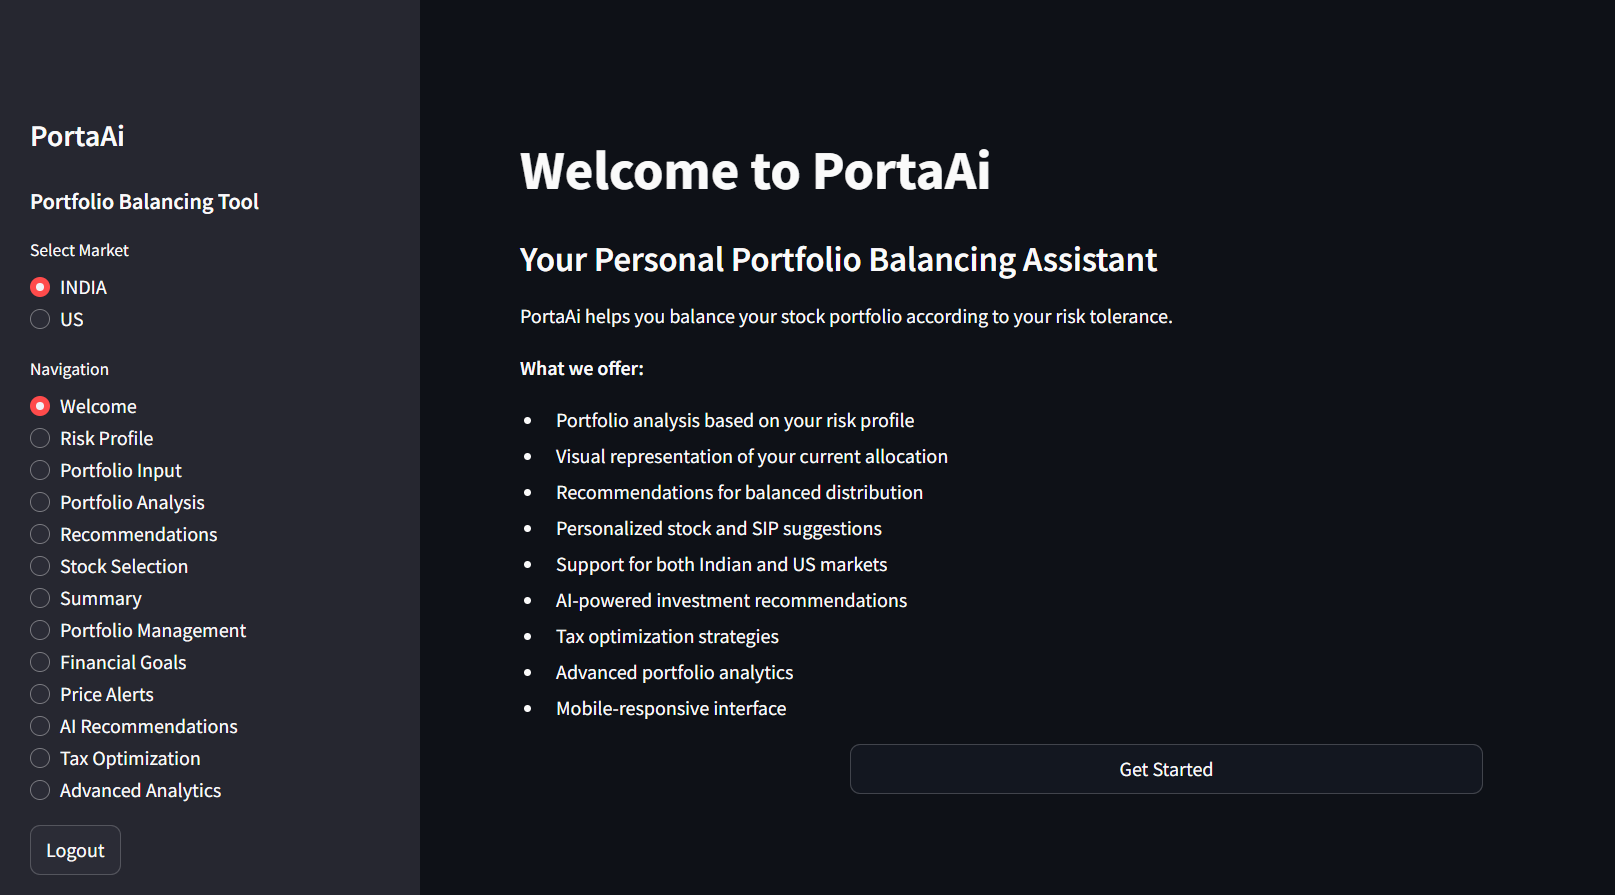 PortaAi
Portfolio Balancing Tool
Select Market
INDIA
US
Navigation
Welcome
Risk Profile
Portfolio Input
Portfolio Analysis
Recommendations
Stock Selection
Summary
Portfolio Management
Financial Goals
Price Alerts
AI Recommendations
Tax Optimization
Advanced Analytics
Logout
Welcome to PortaAi
Your Personal Portfolio Balancing Assistant
PortaAi helps you balance your stock portfolio according to your risk tolerance.
What we offer:
• Portfolio analysis based on your risk profile
• Visual representation of your current allocation
• Recommendations for balanced distribution
• Personalized stock and SIP suggestions
• Support for both Indian and US markets
• AI-powered investment recommendations
• Tax optimization strategies
• Advanced portfolio analytics
• Mobile-responsive interface
Get Started